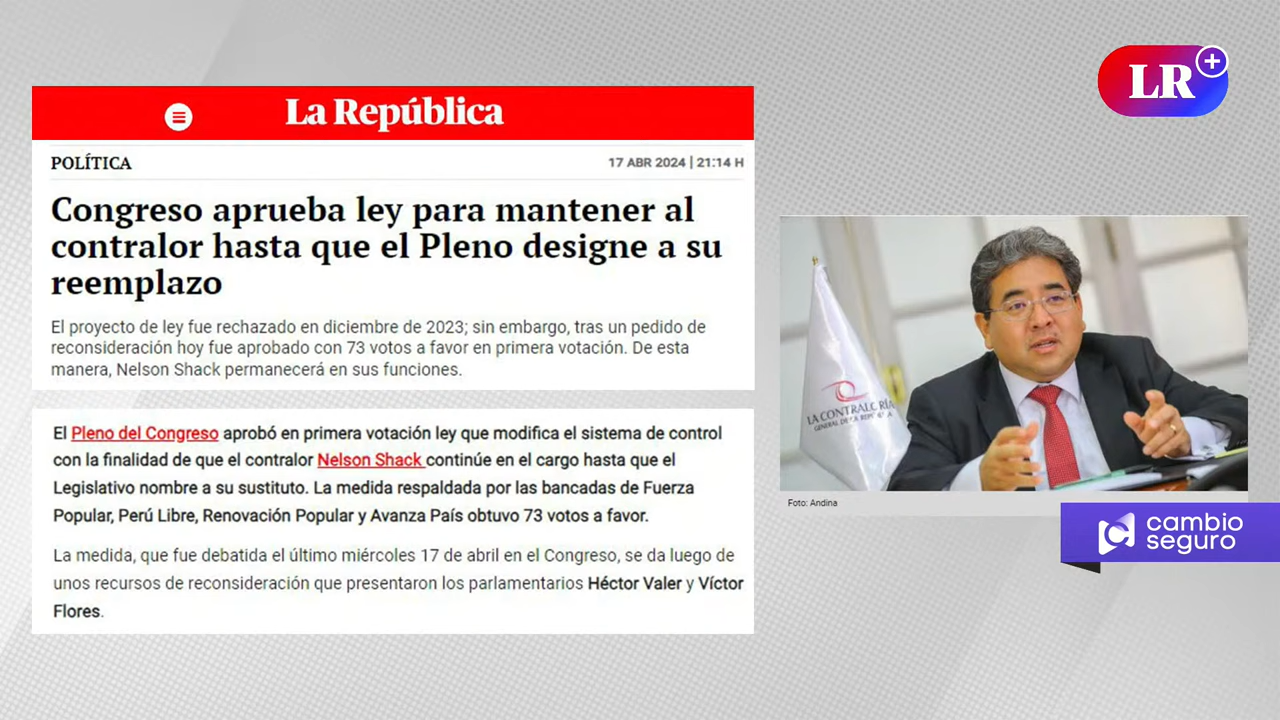 La República
POLÍTICA
17 ABR 2024 | 21:14 H
Congreso aprueba ley para mantener al
contralor hasta que el Pleno designe a su
reemplazo
El proyecto de ley fue rechazado en diciembre de 2023; sin embargo, tras un pedido de
reconsideración hoy fue aprobado con 73 votos a favor en primera votación. De esta
manera, Nelson Shack permanecerá en sus funciones.
El Pleno del Congreso aprobó en primera votación ley que modifica el sistema de control
con la finalidad de que el contralor Nelson Shack continúe en el cargo hasta que el
Legislativo nombre a su sustituto. La medida respaldada por las bancadas de Fuerza
Popular, Perú Libre, Renovación Popular y Avanza País obtuvo 73 votos a favor.
La medida, que fue debatida el último miércoles 17 de abril en el Congreso, se da luego de
unos recursos de reconsideración que presentaron los parlamentarios Héctor Valer y Víctor
Flores.
LR+
LA CONTRALORÍA
GENERAL DE LA REPÚBLICA
Foto: Andina
cambio
seguro